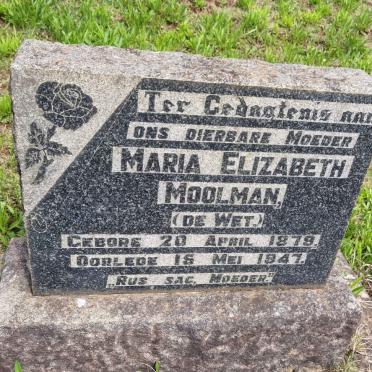 Ter Gedagtenis aan
ons dierbare Moeder
Maria Elizabeth
Moolman,
(de Wet.)
Gebore 20 April 1879.
Oorlede 15 Mei 1947.
"Rus sag, Moeder."